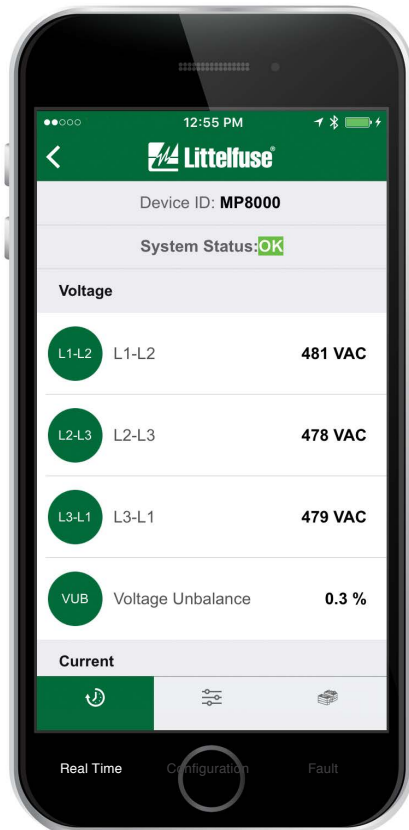 12:55 PM
Littelfuse®
Device ID: MP8000
System Status:OK
Voltage
L1-L2 L1-L2 481 VAC
L2-L3 L2-L3 478 VAC
L3-L1 L3-L1 479 VAC
VUB Voltage Unbalance 0.3 %
Current
Real Time Configuration Fault